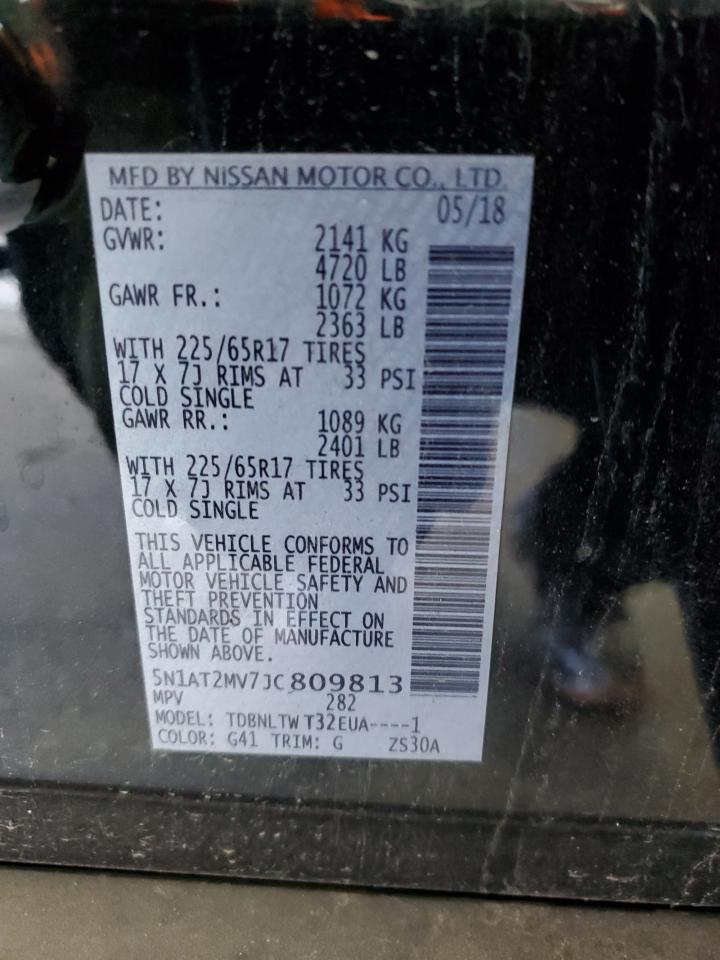 MFD BY NISSAN MOTOR CO., LTD.
DATE: 05/18
GVWR: 2141 KG
4720 LB
GAWR FR.: 1072 KG
2363 LB
WITH 225/65R17 TIRES
17 X 7J RIMS AT 33 PSI
COLD SINGLE
GAWR RR.: 1089 KG
2401 LB
WITH 225/65R17 TIRES
17 X 7J RIMS AT 33 PSI
COLD SINGLE
THIS VEHICLE CONFORMS TO
ALL APPLICABLE FEDERAL
MOTOR VEHICLE SAFETY AND
THEFT PREVENTION
STANDARDS IN EFFECT ON
THE DATE OF MANUFACTURE
SHOWN ABOVE.
5N1AT2MV7JC809813
MPV 282
MODEL: TDBNLTW T32EUA----1
COLOR: G41 TRIM: G ZS30A